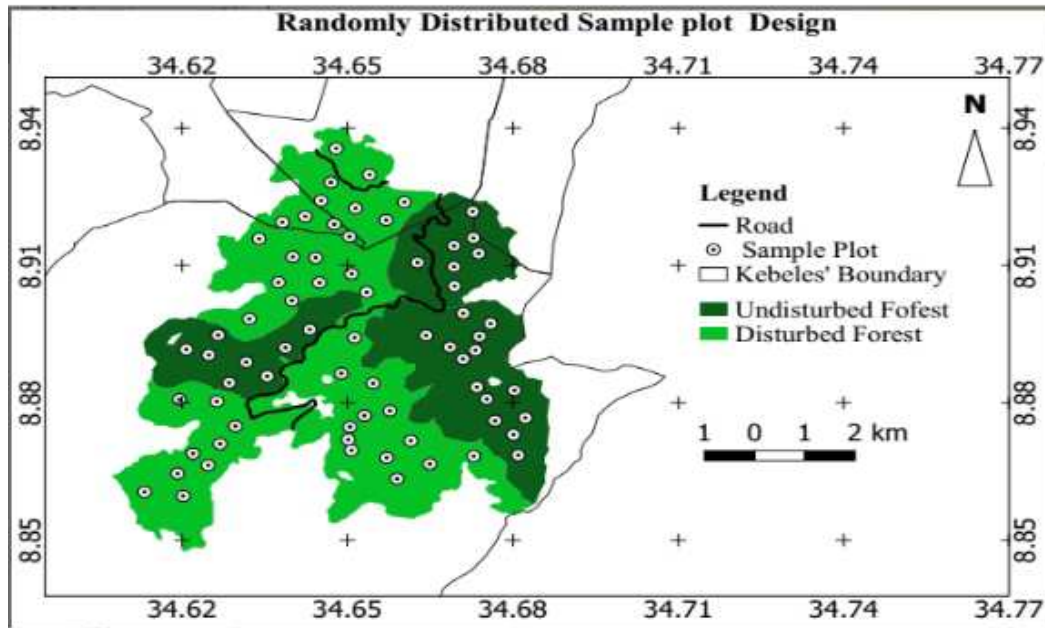 Randomly Distributed Sample plot Design
34.62 34.65 34.68 34.71 34.74 34.77
8.94 8.94
N
Legend
Road
Sample Plot
8.91 8.91
Kebeles' Boundary
Undisturbed Fofest
Disturbed Forest
8.88 8.88
1 0 1 2 km
8.85 8.85
34.62 34.65 34.68 34.71 34.74 34.77